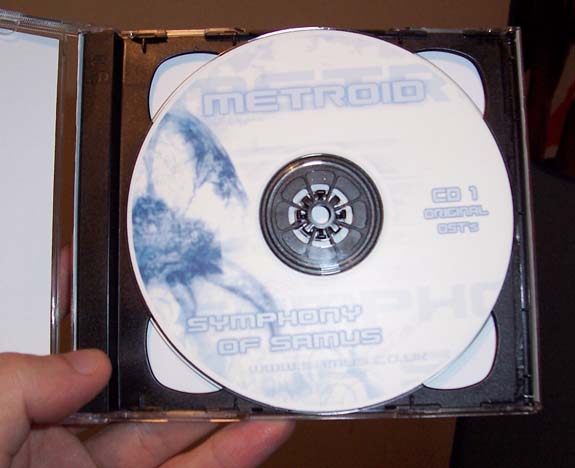 METROID
CD 1
ORIGINAL
OST'S
SYMPHONY
OF SAMUS